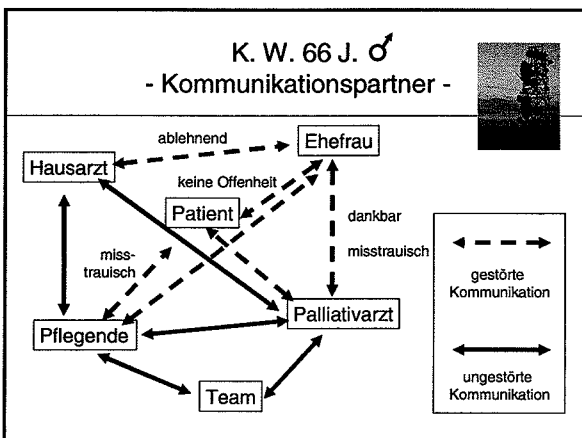 K. W. 66 J. ♂
- Kommunikationspartner -
ablehnend
Ehefrau
Hausarzt
keine Offenheit
Patient
dankbar
miss-
trauisch
misstrauisch
gestörte
Kommunikation
Pflegende
Palliativarzt
Team
ungestörte
Kommunikation